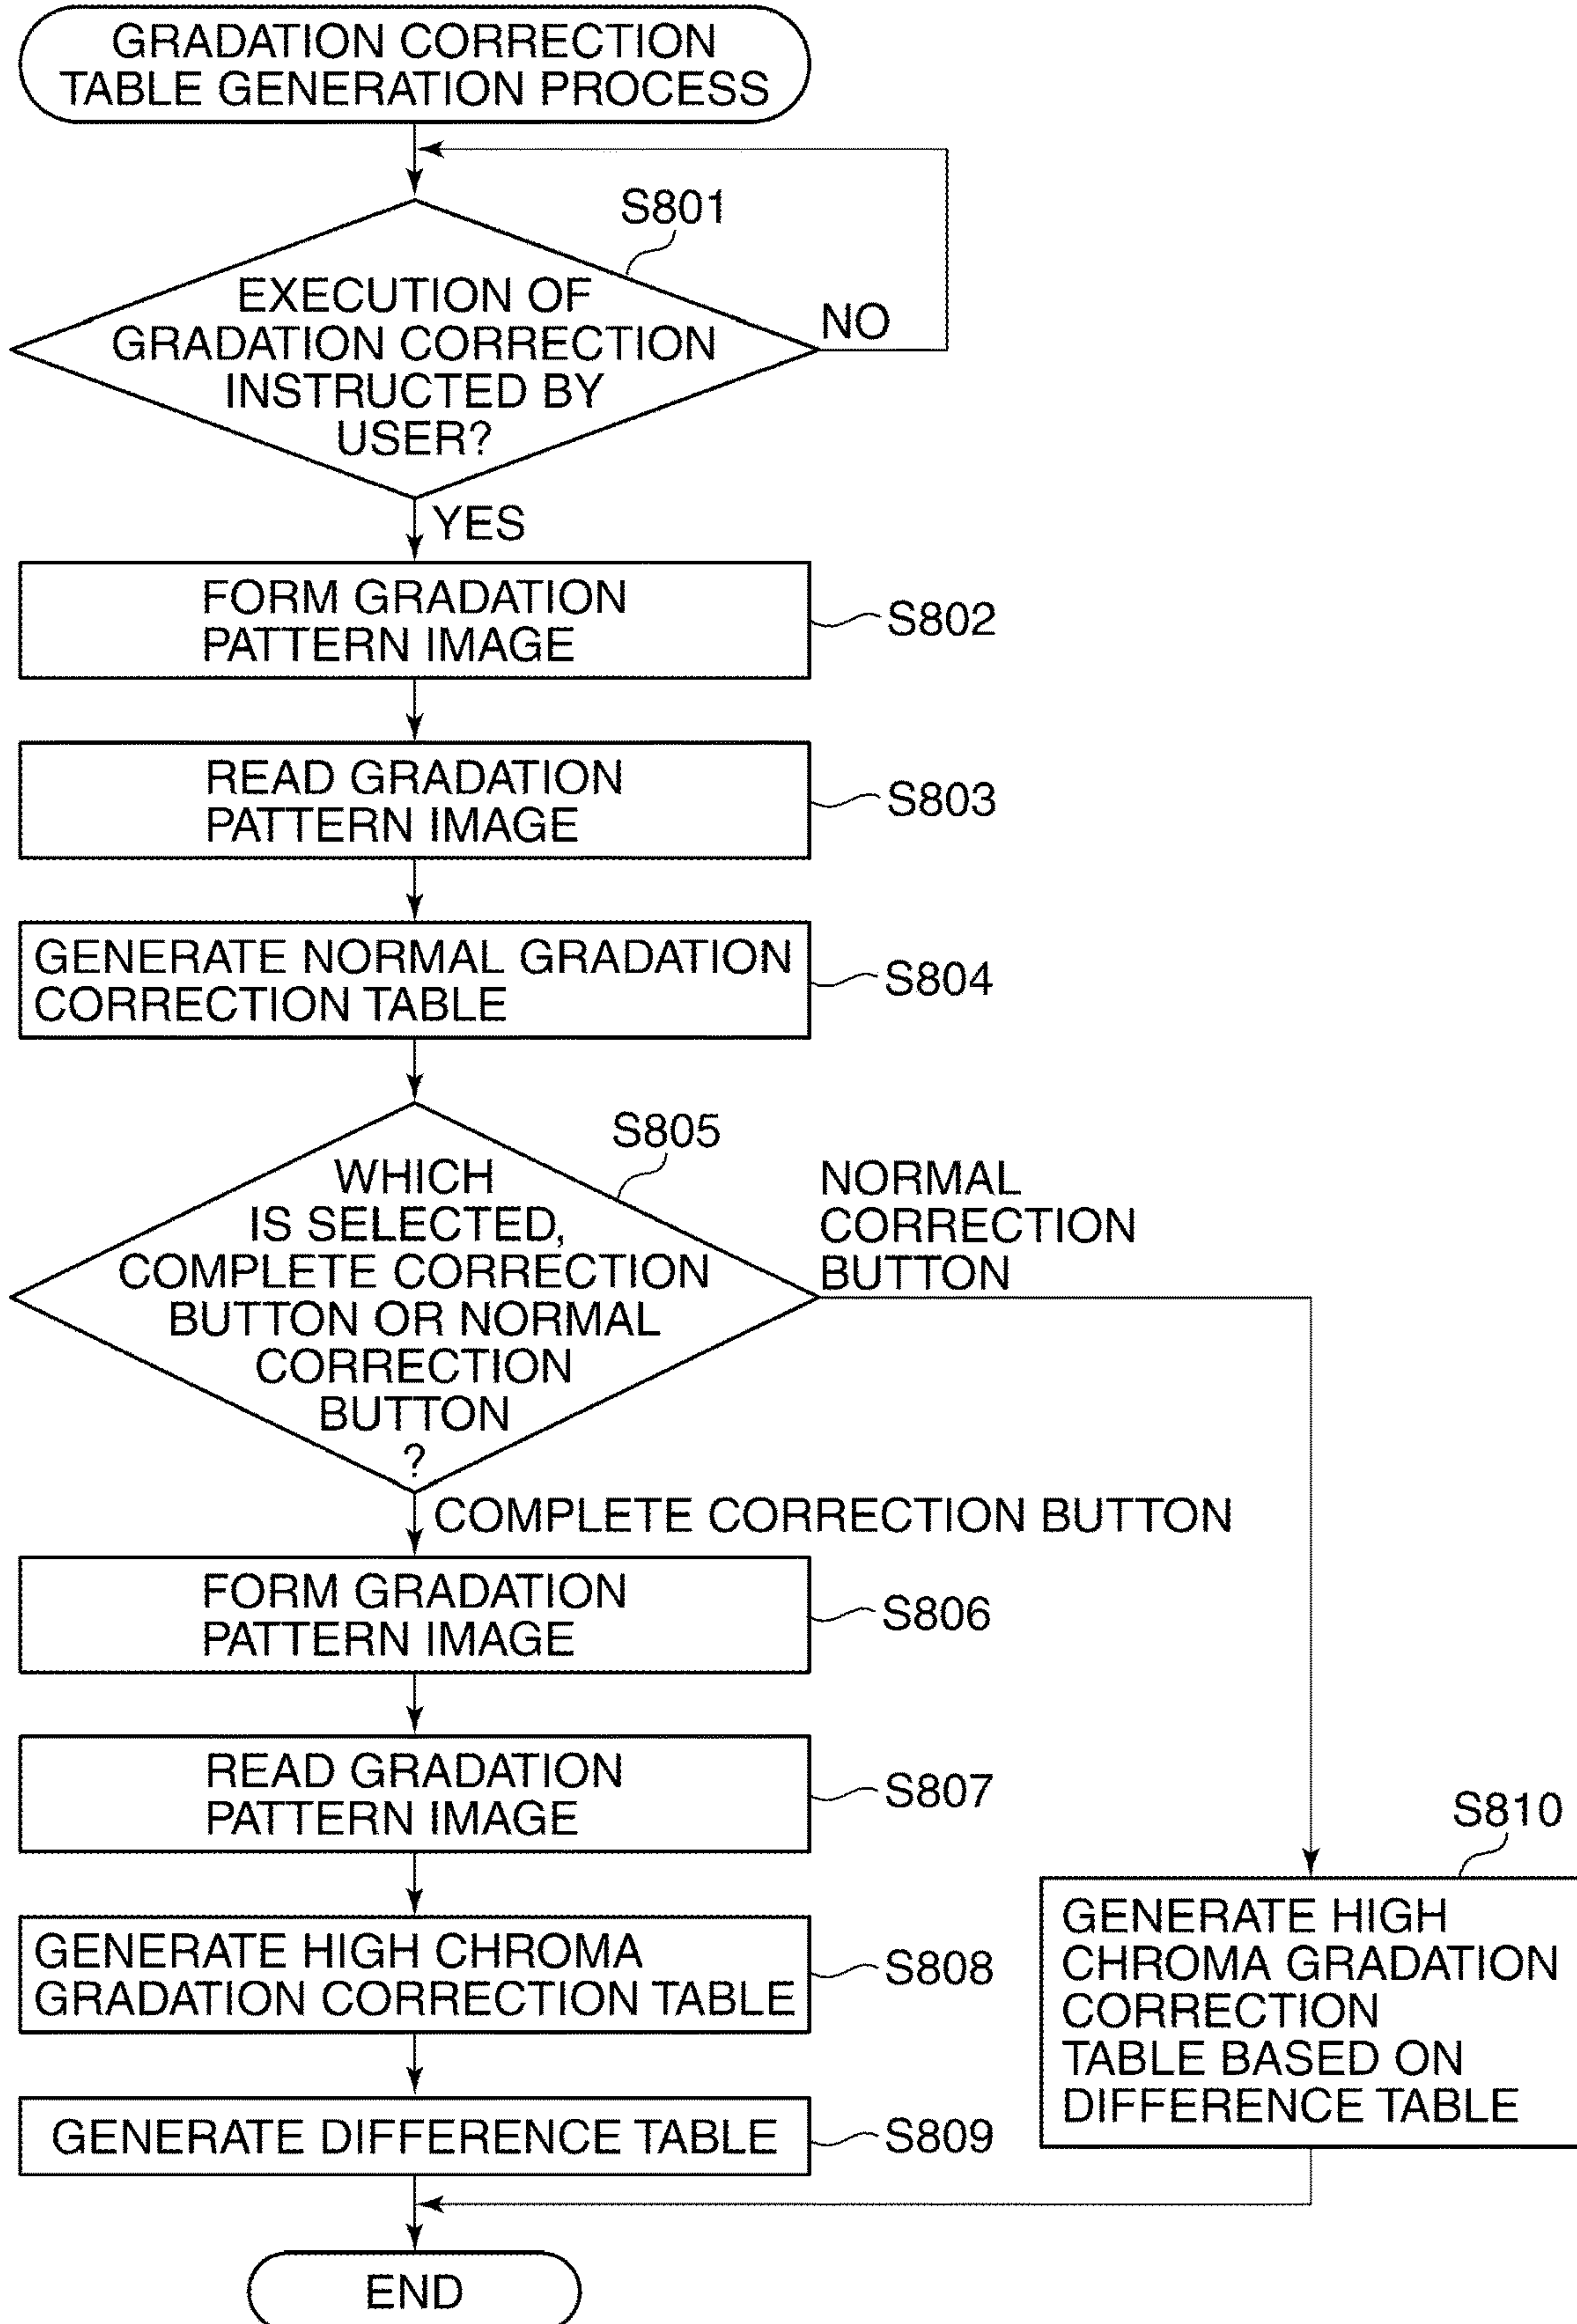 GRADATION CORRECTION
TABLE GENERATION PROCESS
S801
EXECUTION OF
GRADATION CORRECTION
INSTRUCTED BY
USER?
NO
YES
FORM GRADATION
PATTERN IMAGE
S802
READ GRADATION
PATTERN IMAGE
S803
GENERATE NORMAL GRADATION
CORRECTION TABLE
S804
S805
WHICH
IS SELECTED,
COMPLETE CORRECTION
BUTTON OR NORMAL
CORRECTION
BUTTON
?
NORMAL
CORRECTION
BUTTON
COMPLETE CORRECTION BUTTON
FORM GRADATION
PATTERN IMAGE
S806
READ GRADATION
PATTERN IMAGE
S807
GENERATE HIGH CHROMA
GRADATION CORRECTION TABLE
S808
GENERATE DIFFERENCE TABLE
S809
S810
GENERATE HIGH
CHROMA GRADATION
CORRECTION
TABLE BASED ON
DIFFERENCE TABLE
END